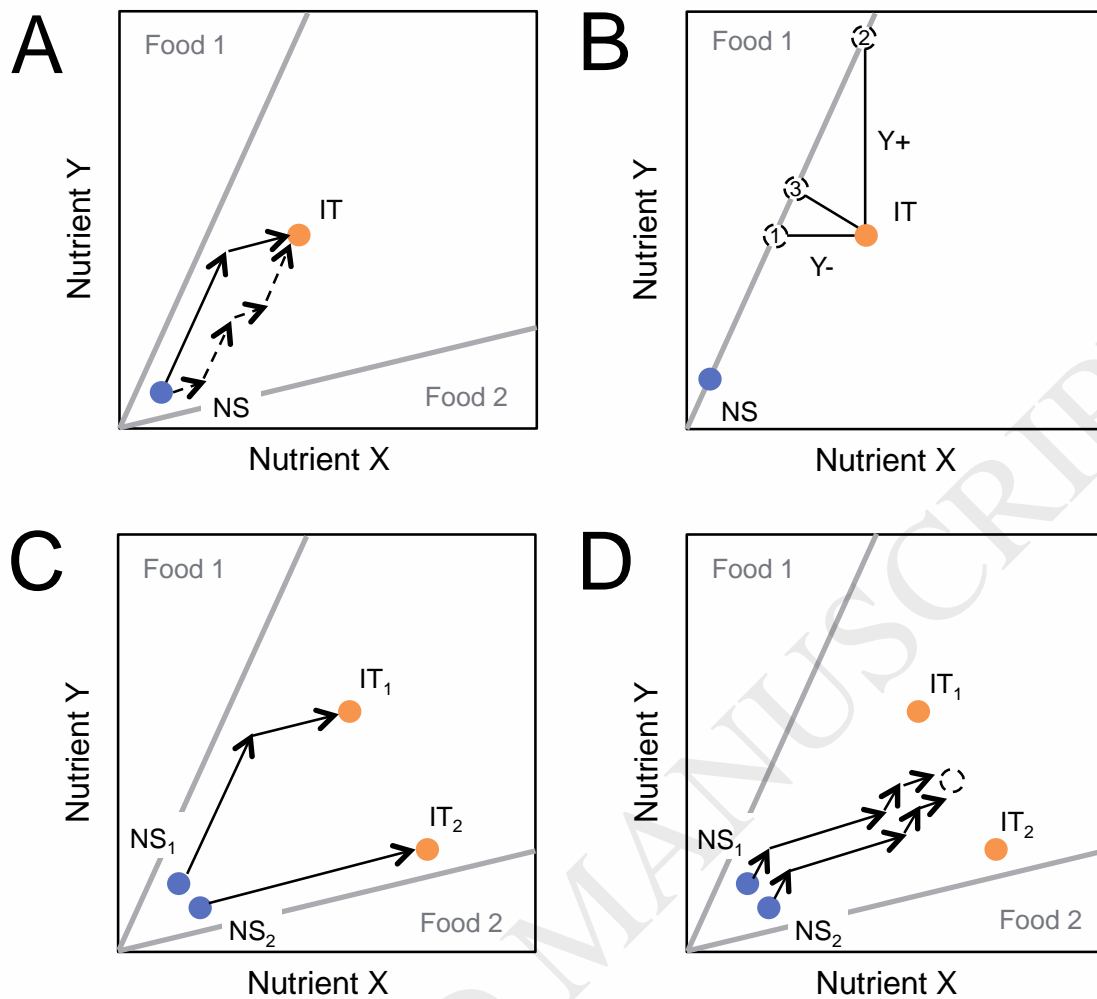 A
Food 1
Nutrient Y
IT
NS
Food 2
Nutrient X
B
Food 1
2
Y+
Nutrient Y
3
IT
1
Y-
NS
Nutrient X
C
Food 1
Nutrient Y
IT1
IT2
NS1
NS2
Food 2
Nutrient X
D
Food 1
Nutrient Y
IT1
IT2
NS1
NS2
Food 2
Nutrient X
MANUSCRIP